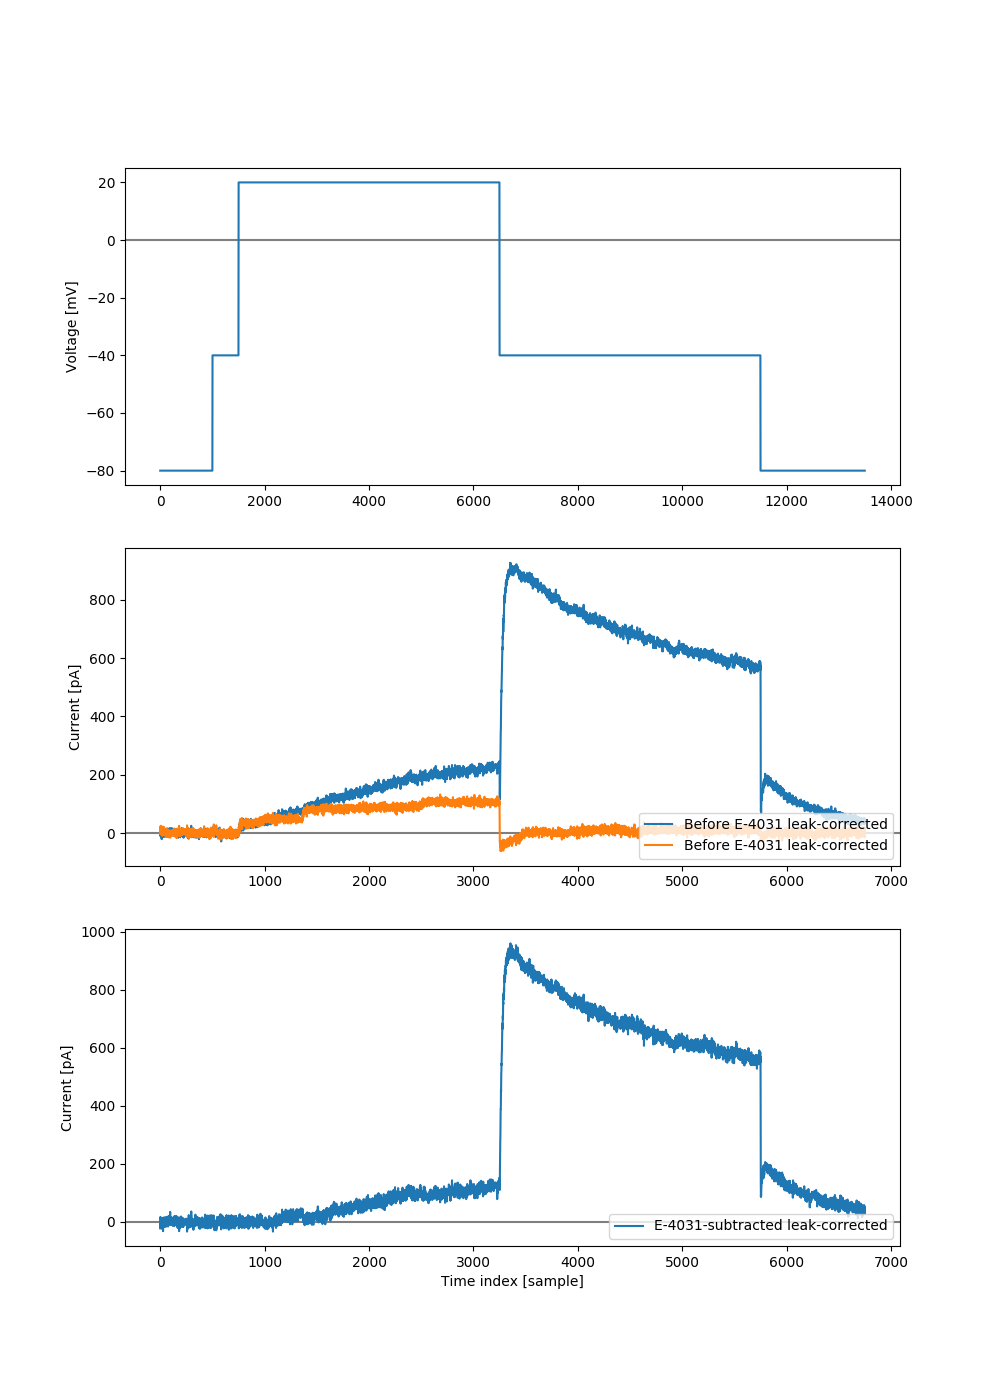 20
0
−20
−40
−60
−80
Voltage [mV]
0 2000 4000 6000 8000 10000 12000 14000
800
600
400
200
0
Current [pA]
Before E-4031 leak-corrected
Before E-4031 leak-corrected
0 1000 2000 3000 4000 5000 6000 7000
1000
800
600
400
200
0
Current [pA]
E-4031-subtracted leak-corrected
0 1000 2000 3000 4000 5000 6000 7000
Time index [sample]